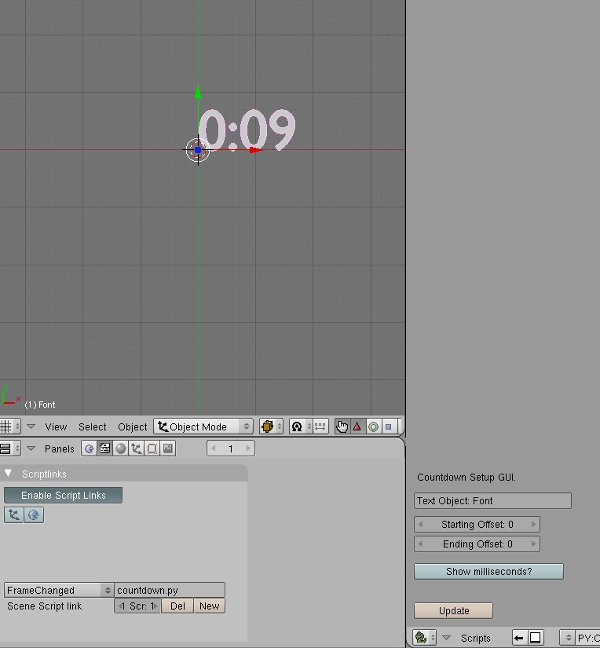 0:09
(1) Font
View Select Object Object Mode
Panels 1
Scriptlinks
Enable Script Links
FrameChanged countdown.py
Scene Script link Scr: 1 Del New
Countdown Setup GUI.
Text Object: Font
Starting Offset: 0
Ending Offset: 0
Show milliseconds?
Update
Scripts PY:C